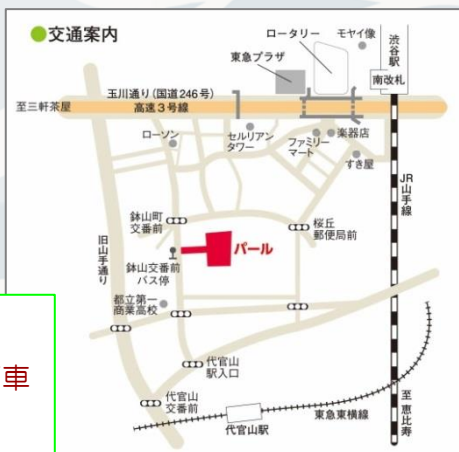 ●交通案内
ロータリー
モヤイ像
渋谷駅
東急プラザ
南改札
玉川通り(国道246号)
高速3号線
至三軒茶屋
ローソン
セルリアン
タワー
ファミリー
マート
楽器店
すき屋
JR山手線
鉢山町
交番前
桜丘
郵便局前
パール
旧山手通り
鉢山交番前
バス停
都立第一
商業高校
車
代官山
駅入口
代官山
交番前
東急東横線
代官山駅
至恵比寿